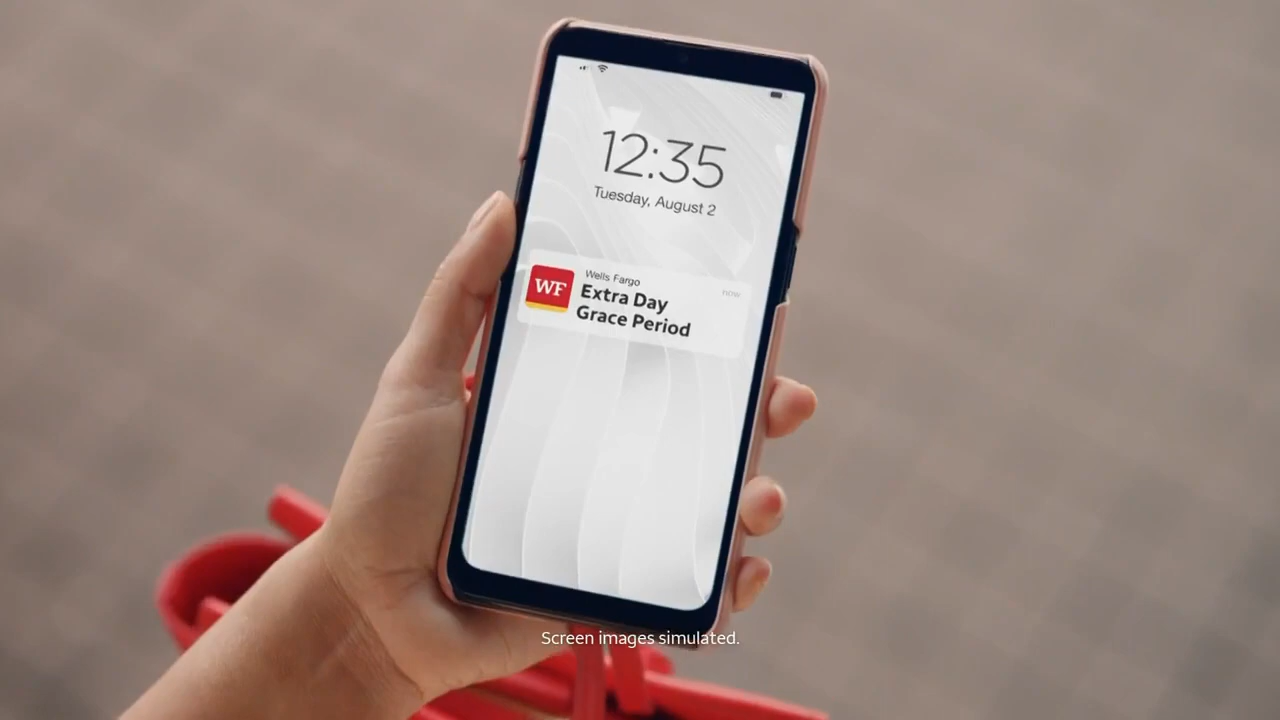 12:35
Tuesday, August 2
WF
Wells Fargo
now
Extra Day
Grace Period
Screen images simulated.